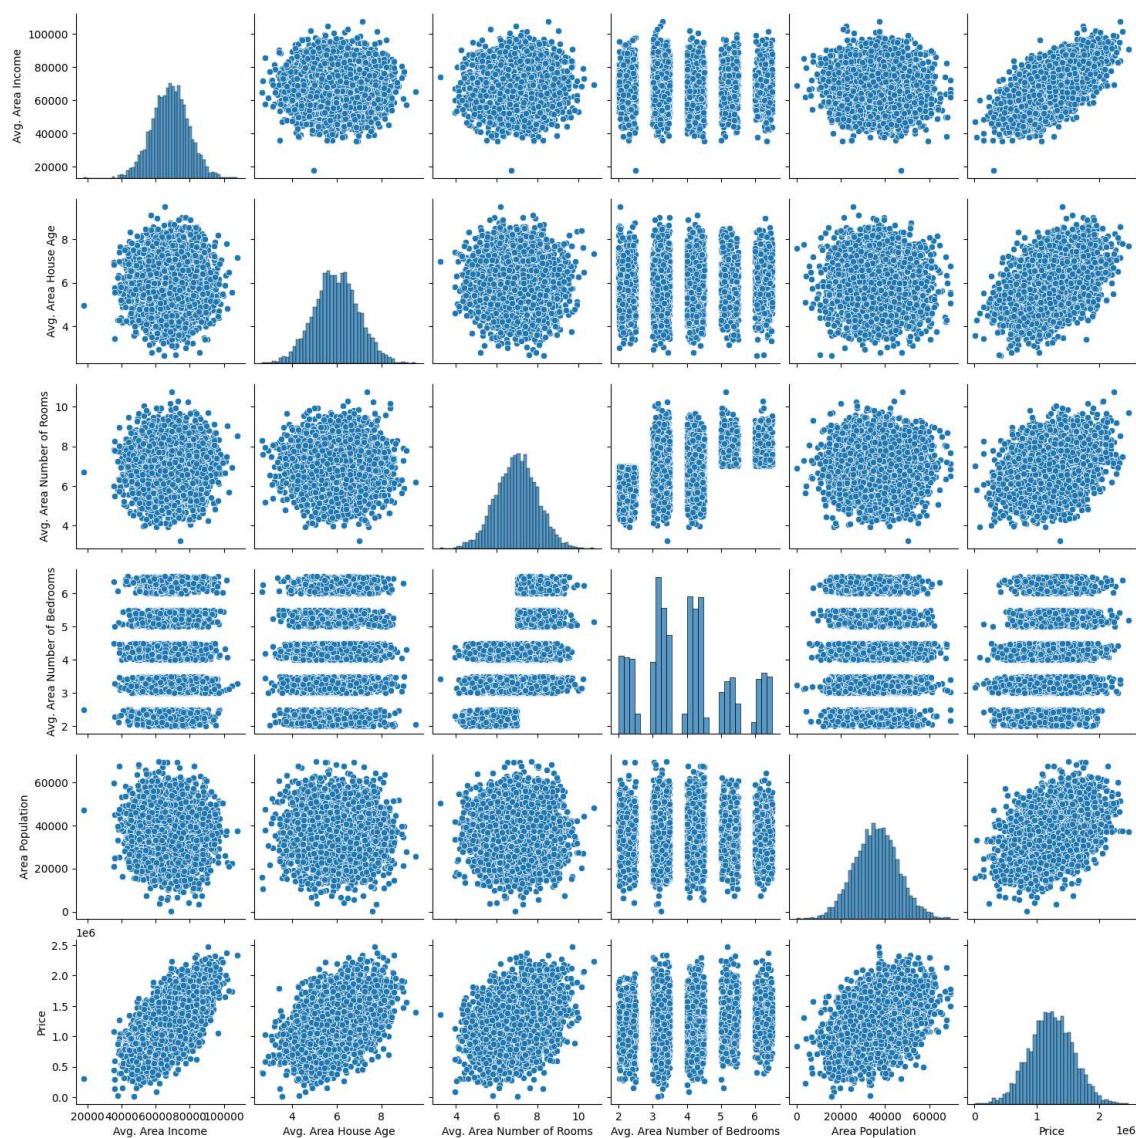 Avg. Area Income
100000
80000
60000
40000
20000
Avg. Area House Age
8
6
4
Avg. Area Number of Rooms
10
8
6
4
Avg. Area Number of Bedrooms
6
5
4
3
2
Area Population
60000
40000
20000
0
1e6
Price
2.5
2.0
1.5
1.0
0.5
0.0
20000 40000 60000 80000 100000 4 6 8 4 6 8 10 2 3 4 5 6 0 20000 40000 60000 0 1 2
1e6
Avg. Area Income Avg. Area House Age Avg. Area Number of Rooms Avg. Area Number of Bedrooms Area Population Price